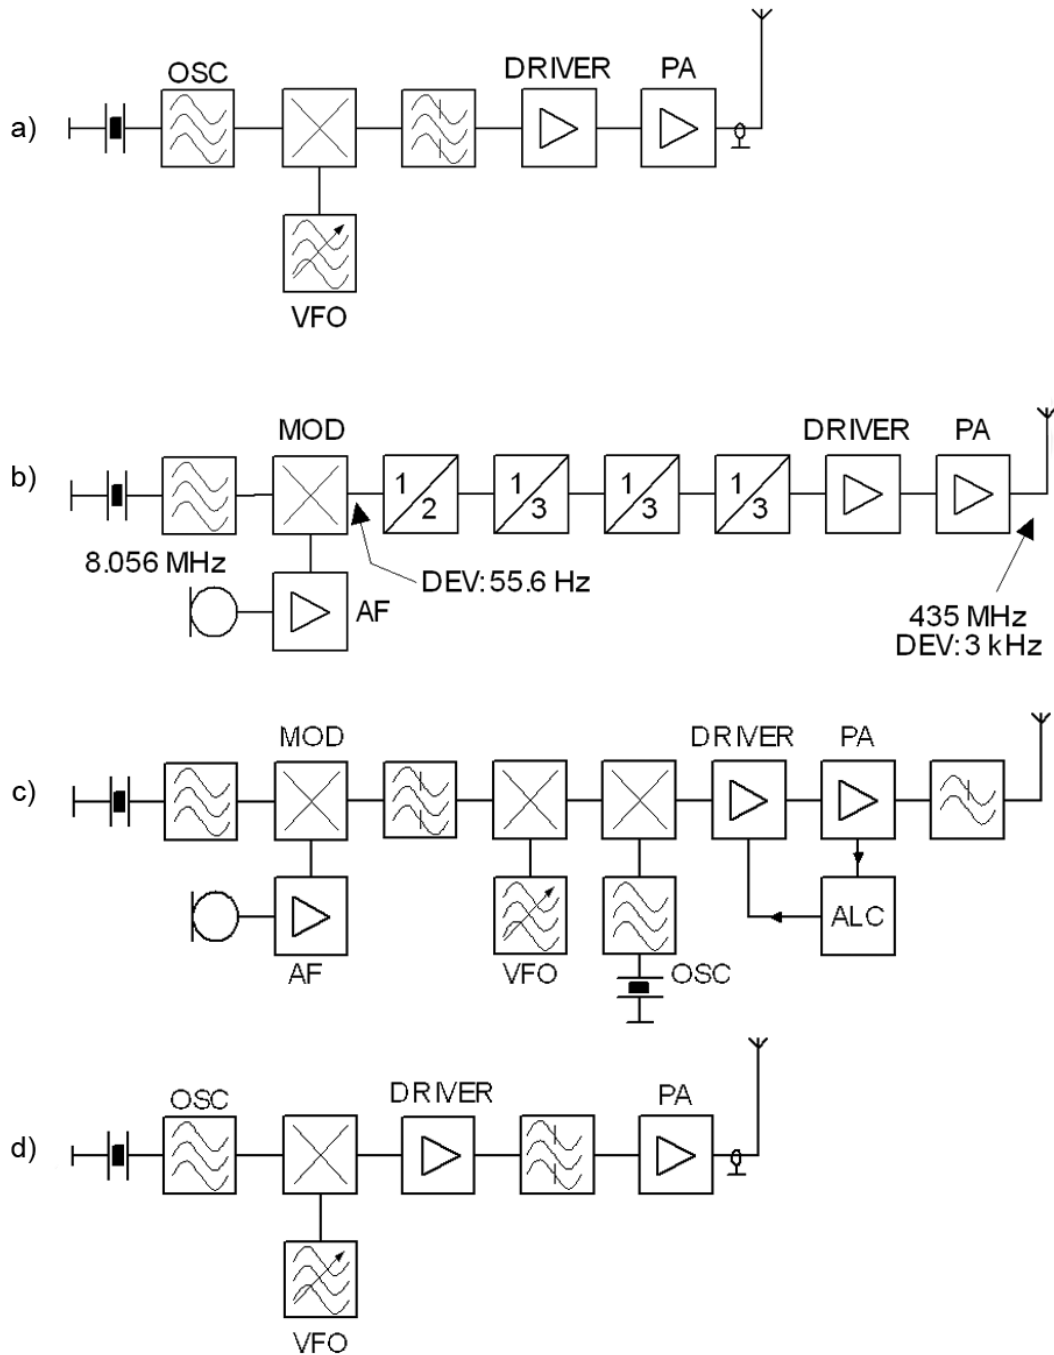 a)
OSC
DRIVER
PA
VFO
b)
MOD
DRIVER
PA
1
2
1
3
1
3
1
3
8.056 MHz
DEV: 55.6 Hz
AF
435 MHz
DEV: 3 kHz
c)
MOD
DRIVER
PA
ALC
AF
VFO
OSC
d)
OSC
DRIVER
PA
VFO